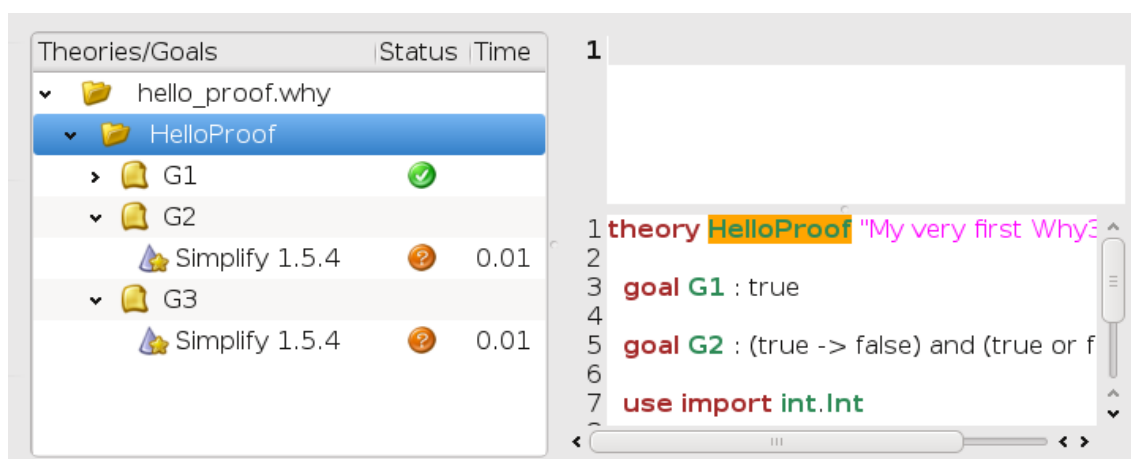 Theories/Goals Status Time
hello_proof.why
HelloProof
G1
G2
Simplify 1.5.4 0.01
G3
Simplify 1.5.4 0.01
1
1 theory HelloProof "My very first Why3
2
3 goal G1 : true
4
5 goal G2 : (true -> false) and (true or f
6
7 use import int.Int